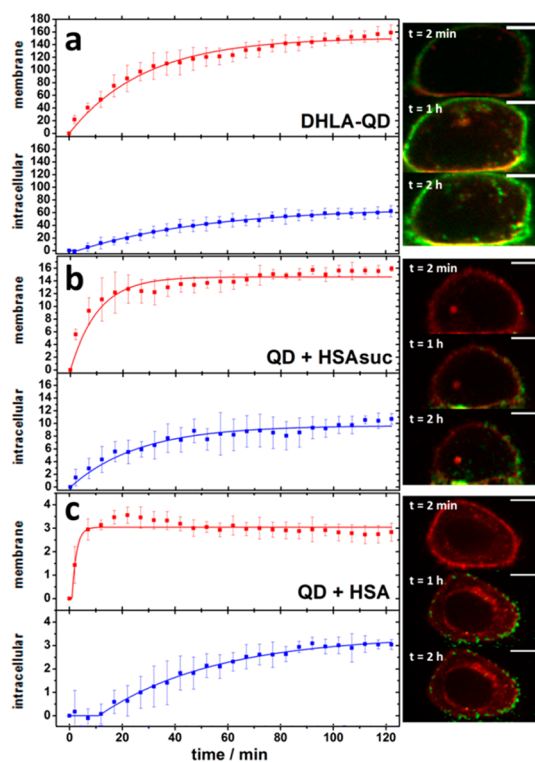 a
membrane
160
140
120
100
80
60
40
20
0
DHLA-QD
t = 2 min
t = 1 h
t = 2 h
intracellular
160
140
120
100
80
60
40
20
0
b
membrane
16
14
12
10
8
6
4
2
0
QD + HSAsuc
t = 2 min
t = 1 h
t = 2 h
intracellular
16
14
12
10
8
6
4
2
0
c
membrane
4
3
2
1
0
QD + HSA
t = 2 min
t = 1 h
t = 2 h
intracellular
4
3
2
1
0
0 20 40 60 80 100 120
time / min